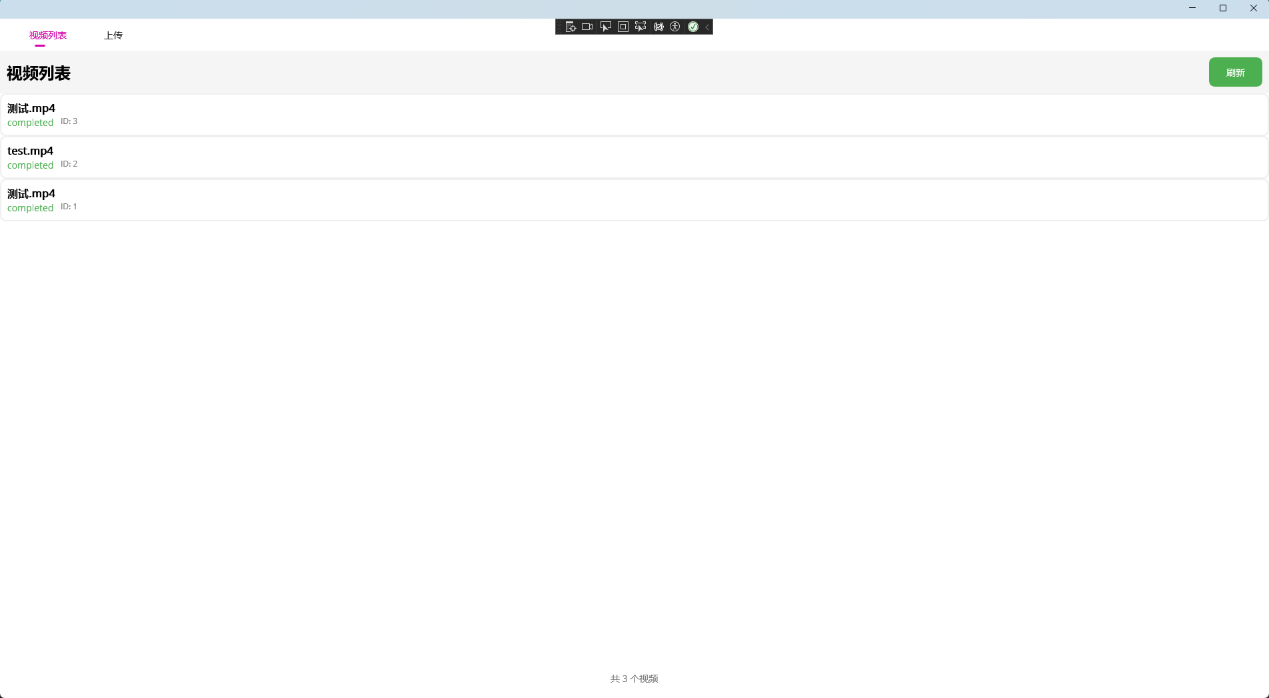 视频列表 上传
视频列表 刷新
测试.mp4
completed ID: 3
test.mp4
completed ID: 2
测试.mp4
completed ID: 1
共 3 个视频